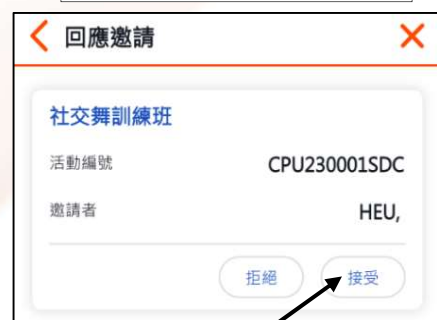 回應邀請
社交舞訓練班
活動編號 CPU230001SDC
邀請者 HEU,
拒絕 接受